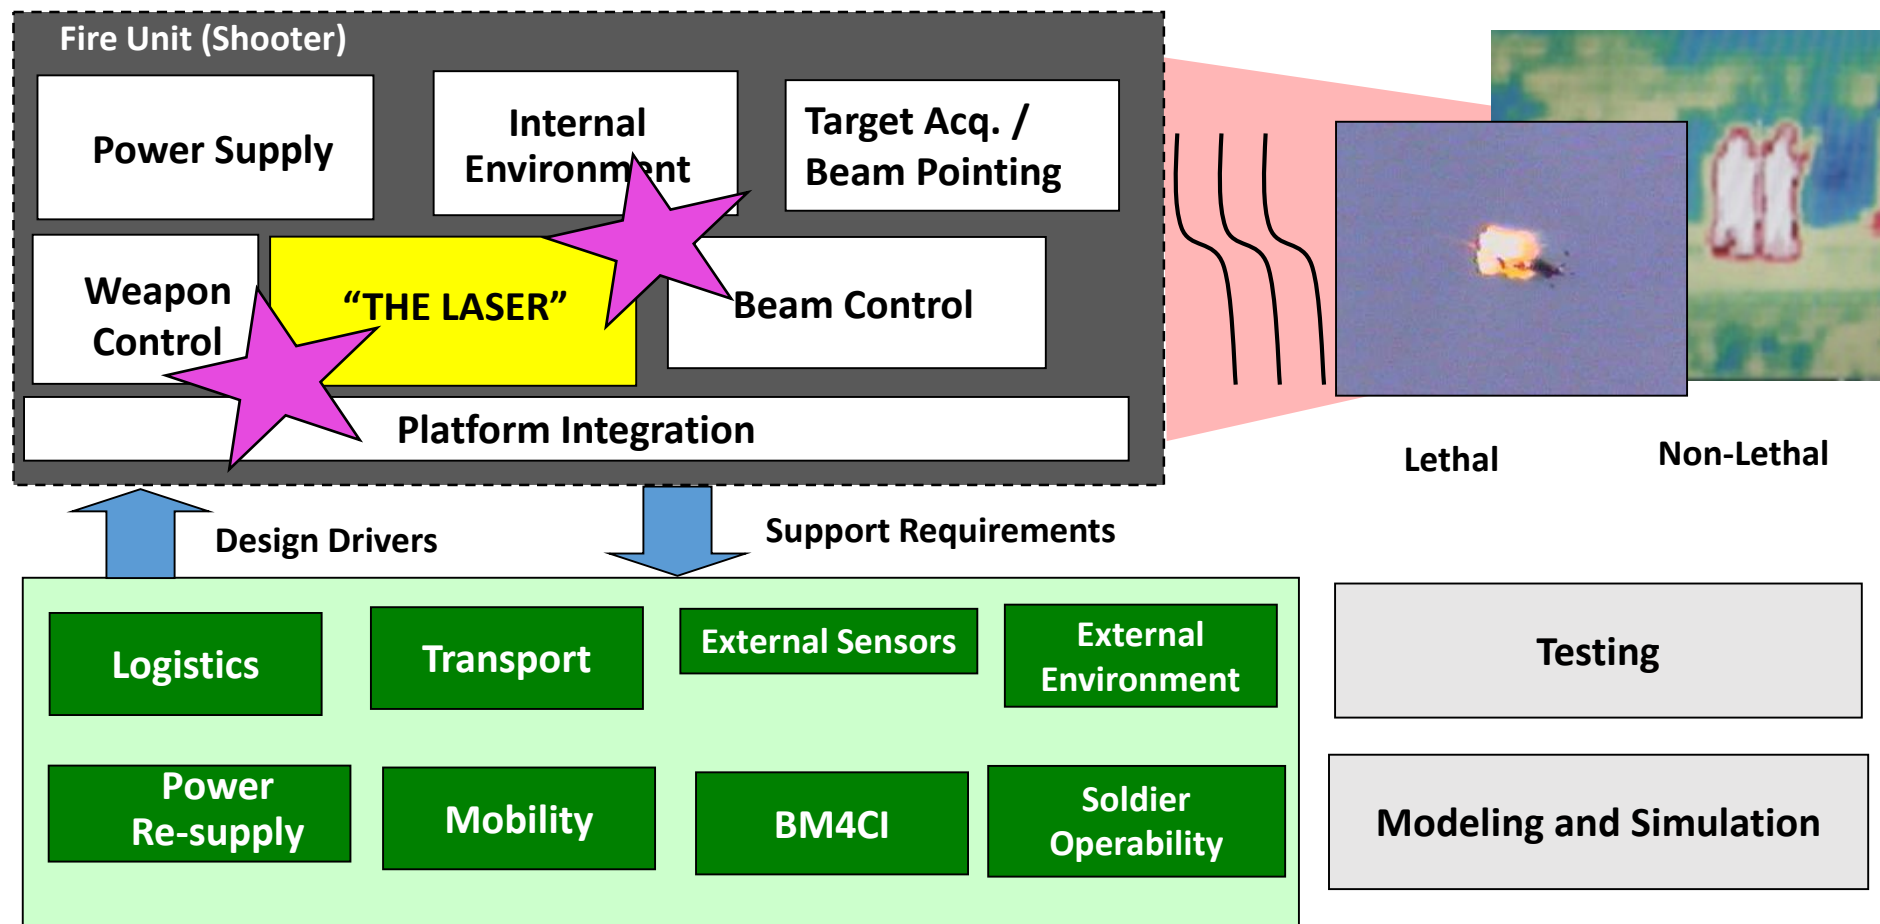 Fire Unit (Shooter)
Power Supply
Internal
Environment
Target Acq. /
Beam Pointing
Weapon
Control
“THE LASER”
Beam Control
Platform Integration
Lethal
Non-Lethal
Design Drivers
Support Requirements
Logistics
Transport
External Sensors
External
Environment
Testing
Power
Re-supply
Mobility
BM4CI
Soldier
Operability
Modeling and Simulation